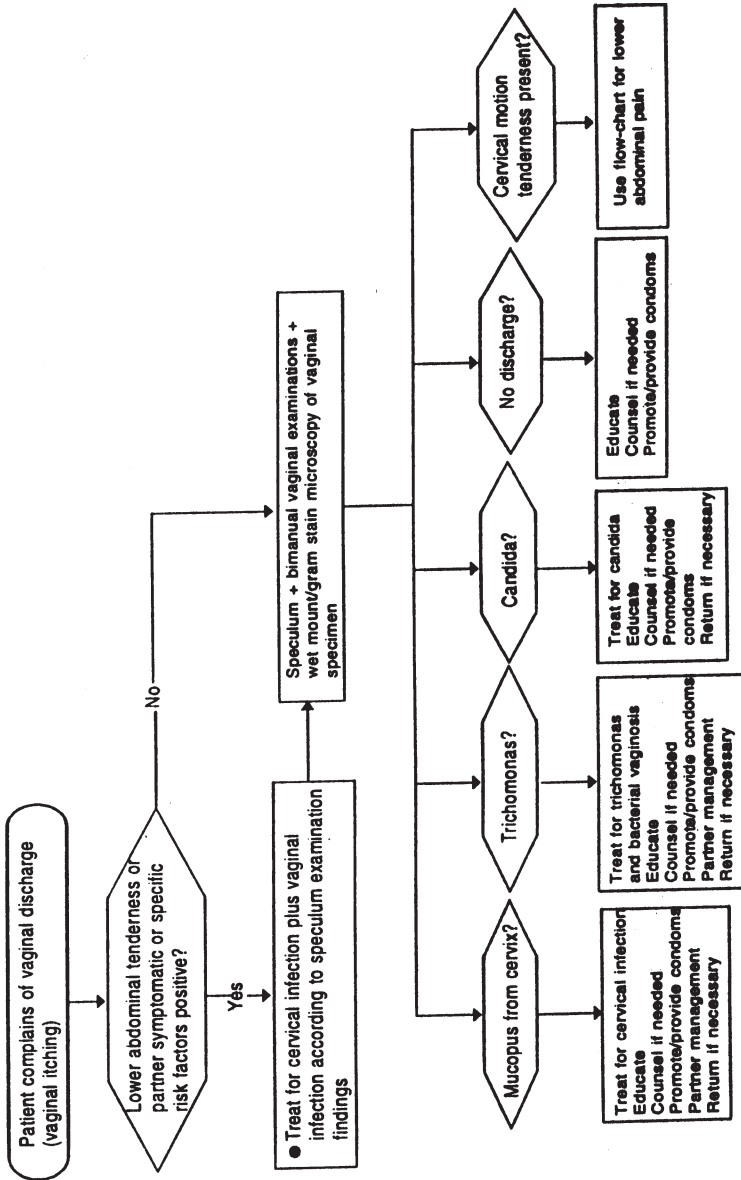 Patient complains of vaginal discharge
(vaginal itching)
Lower abdominal tenderness or
partner symptomatic or specific
risk factors positive?
No
Yes
● Treat for cervical infection plus vaginal
infection according to speculum examination
findings
Speculum + bimanual vaginal examinations +
wet mount/gram stain microscopy of vaginal
specimen
Mucopus from cervix?
Trichomonas?
Candida?
No discharge?
Cervical motion
tenderness present?
Treat for cervical infection
Educate
Counsel if needed
Promote/provide condoms
Partner management
Return if necessary
Treat for trichomonas
and bacterial vaginosis
Educate
Counsel if needed
Promote/provide condoms
Partner management
Return if necessary
Treat for candida
Educate
Counsel if needed
Promote/provide
condoms
Return if necessary
Educate
Counsel if needed
Promote/provide condoms
Use flow-chart for lower
abdominal pain